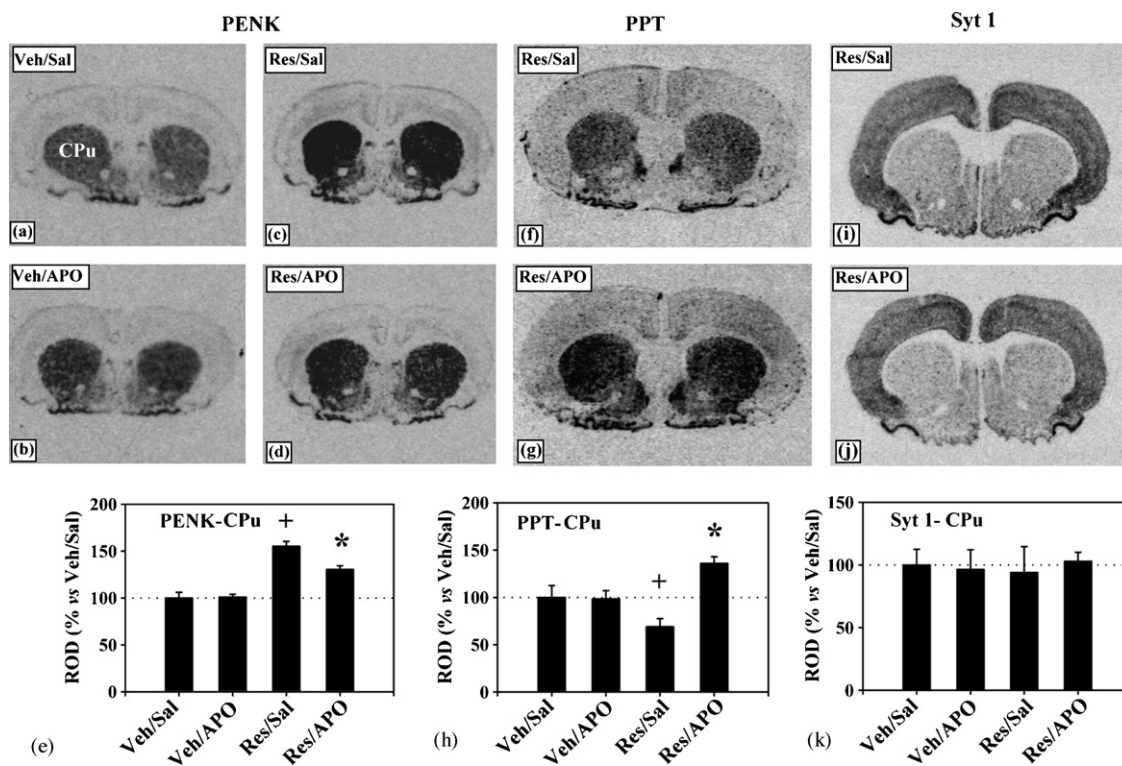 PENK
PPT
Syt 1
Veh/Sal
CPu
(a)
Res/Sal
(c)
Res/Sal
(f)
Res/Sal
(i)
Veh/APO
(b)
Res/APO
(d)
Res/APO
(g)
Res/APO
(j)
ROD (% vs Veh/Sal)
200
150
100
50
0
PENK-CPu
+
*
Veh/Sal
Veh/APO
Res/Sal
Res/APO
(e)
ROD (% vs Veh/Sal)
200
150
100
50
0
PPT-CPu
+
*
Veh/Sal
Veh/APO
Res/Sal
Res/APO
(h)
ROD (% vs Veh/Sal)
150
100
50
0
Syt 1- CPu
Veh/Sal
Veh/APO
Res/Sal
Res/APO
(k)